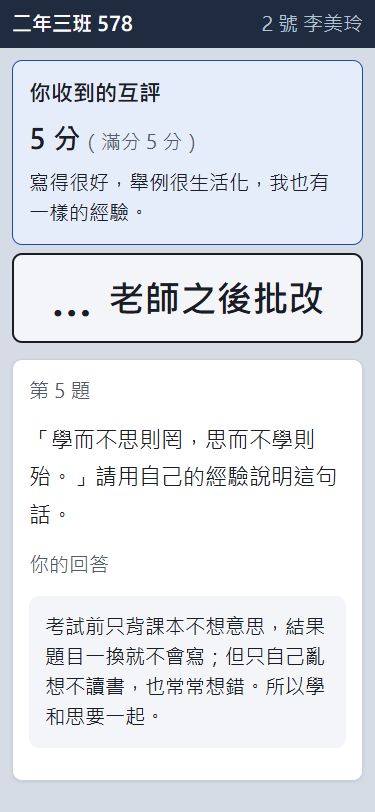 二年三班 578
2 號 李美玲
你收到的互評
5 分 ( 滿分 5 分 )
寫得很好，舉例很生活化，我也有
一樣的經驗。
... 老師之後批改
第 5 題
「學而不思則罔，思而不學則
殆。」請用自己的經驗說明這句
話。
你的回答
考試前只背課本不想意思，結果
題目一換就不會寫；但只自己亂
想不讀書，也常常想錯。所以學
和思要一起。